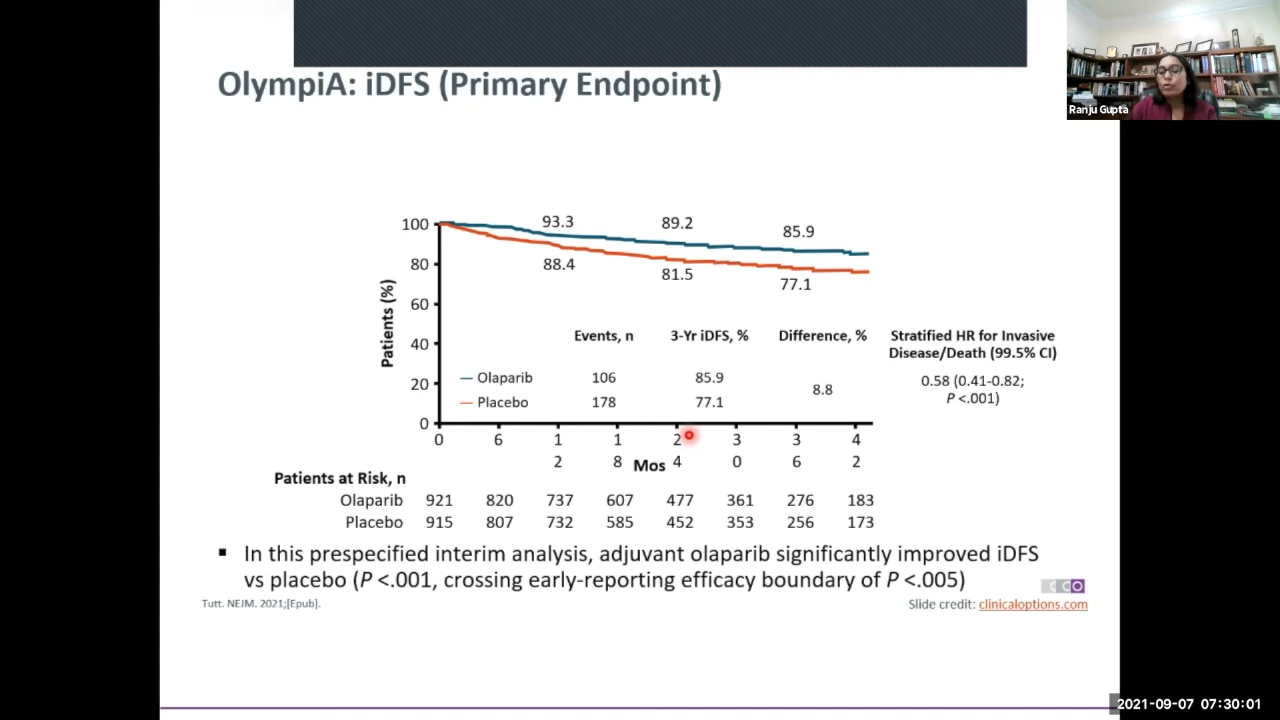 OlympiA: iDFS (Primary Endpoint)
Ranju Gupta
100
80
60
40
20
0
Patients (%)
93.3
89.2
85.9
88.4
81.5
77.1
Events, n 3-Yr iDFS, % Difference, % Stratified HR for Invasive
Disease/Death (99.5% CI)
Olaparib 106 85.9
8.8
0.58 (0.41-0.82;
P <.001)
Placebo 178 77.1
0 6 1 1 2 3 3 4
2 8 Mos 4 0 6 2
Patients at Risk, n
Olaparib 921 820 737 607 477 361 276 183
Placebo 915 807 732 585 452 353 256 173
▪ In this prespecified interim analysis, adjuvant olaparib significantly improved iDFS
vs placebo (P <.001, crossing early-reporting efficacy boundary of P <.005)
CCO
Tutt. NEJM. 2021;[Epub].
Slide credit: clinicaloptions.com
2021-09-07 07:30:01